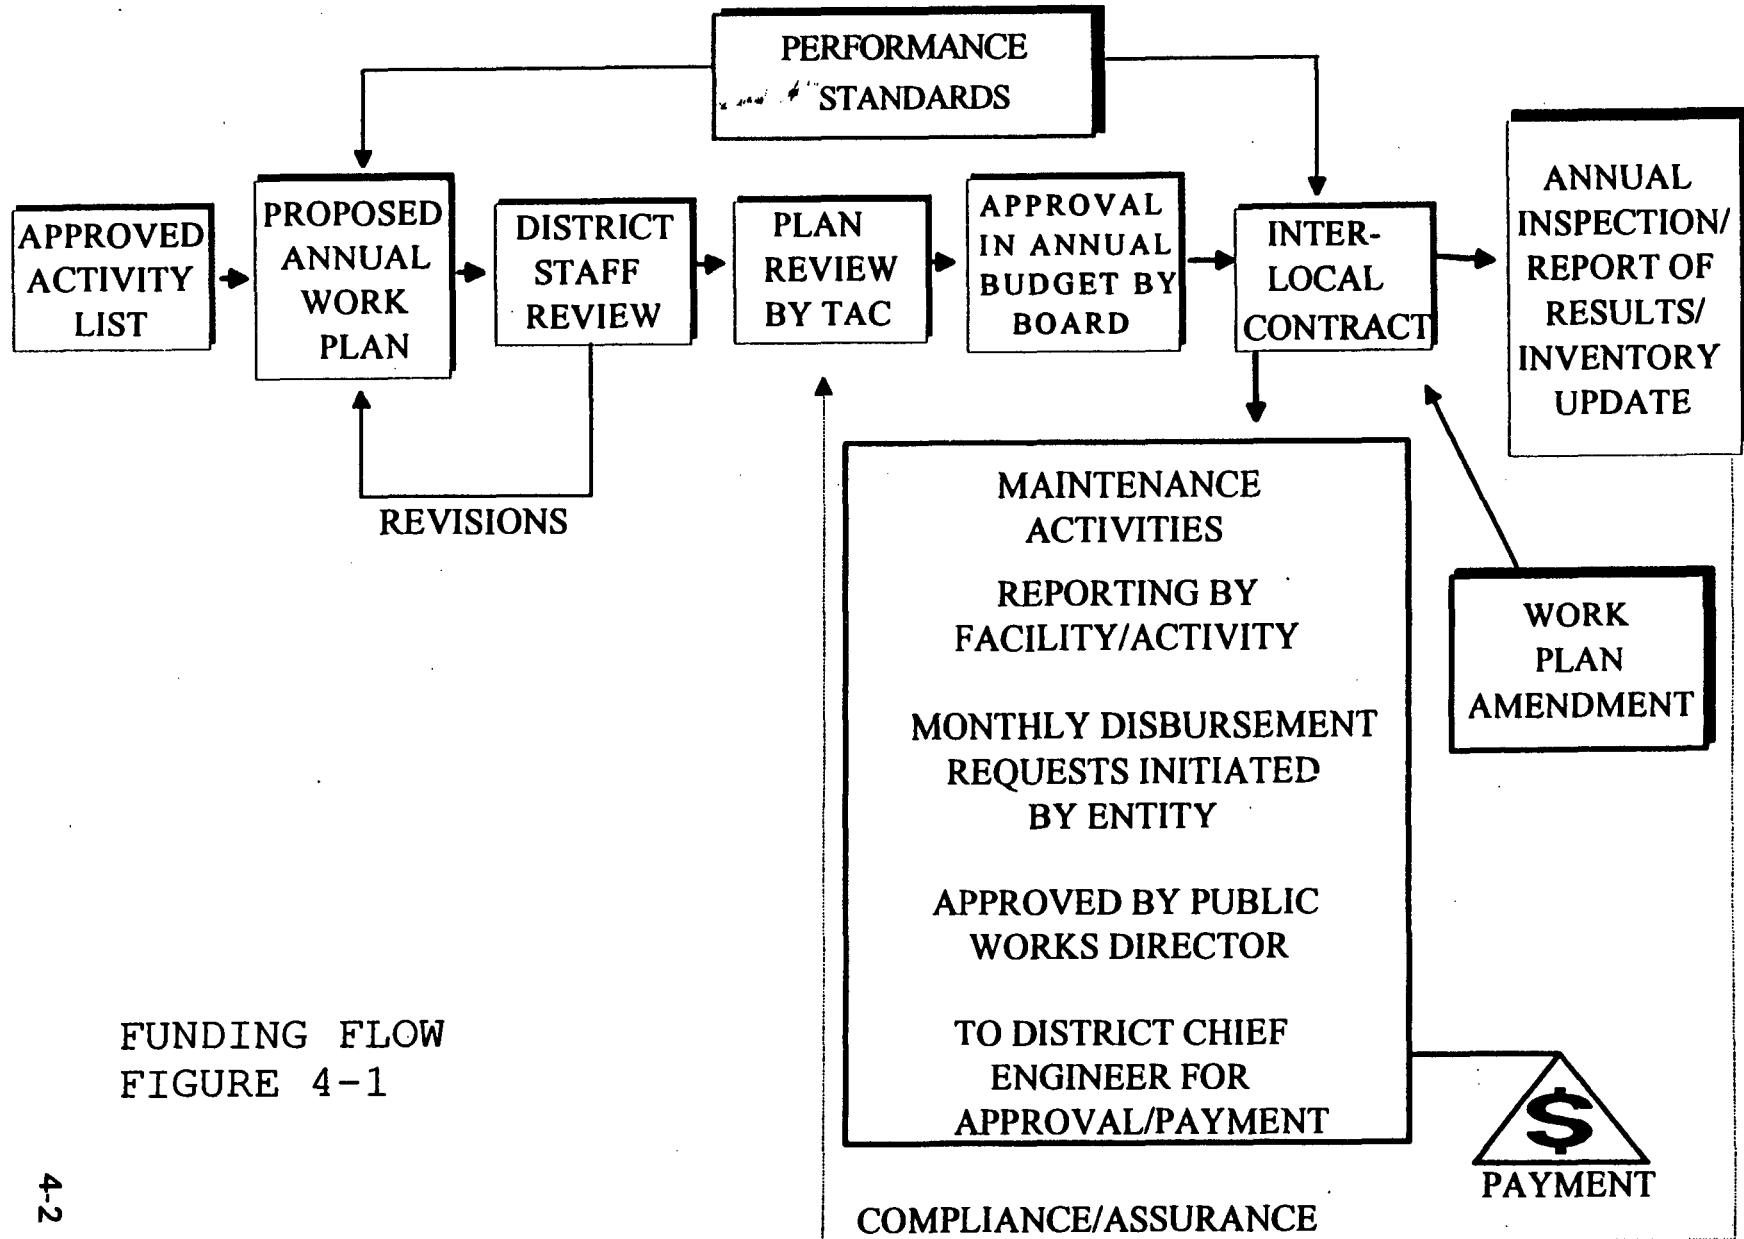 PERFORMANCE
STANDARDS
APPROVED
ACTIVITY
LIST
PROPOSED
ANNUAL
WORK
PLAN
DISTRICT
STAFF
REVIEW
PLAN
REVIEW
BY TAC
APPROVAL
IN ANNUAL
BUDGET BY
BOARD
INTER-
LOCAL
CONTRACT
ANNUAL
INSPECTION/
REPORT OF
RESULTS/
INVENTORY
UPDATE
REVISIONS
MAINTENANCE
ACTIVITIES
REPORTING BY
FACILITY/ACTIVITY
MONTHLY DISBURSEMENT
REQUESTS INITIATED
BY ENTITY
APPROVED BY PUBLIC
WORKS DIRECTOR
TO DISTRICT CHIEF
ENGINEER FOR
APPROVAL/PAYMENT
WORK
PLAN
AMENDMENT
$
PAYMENT
COMPLIANCE/ASSURANCE
FUNDING FLOW
FIGURE 4-1
4-2